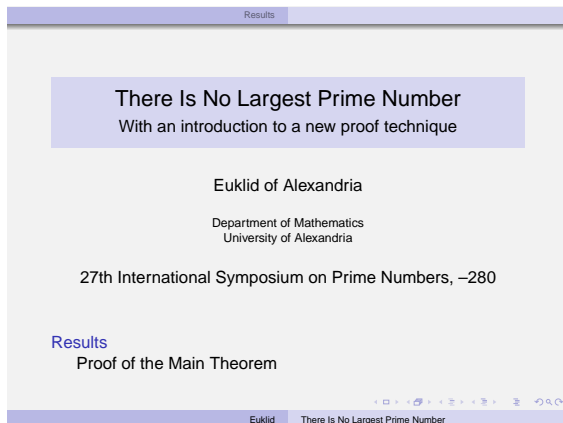 Results
There Is No Largest Prime Number
With an introduction to a new proof technique
Euklid of Alexandria
Department of Mathematics
University of Alexandria
27th International Symposium on Prime Numbers, –280
Results
Proof of the Main Theorem
Euklid There Is No Largest Prime Number